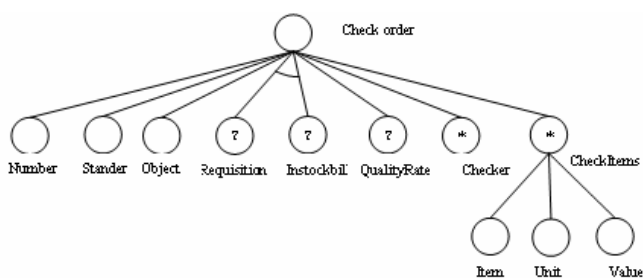 Check order
?
?
?
*
*
Number
Stander
Object
Requisition
Instockbill
QualityRate
Checker
CheckItems
Item
Unit
Value